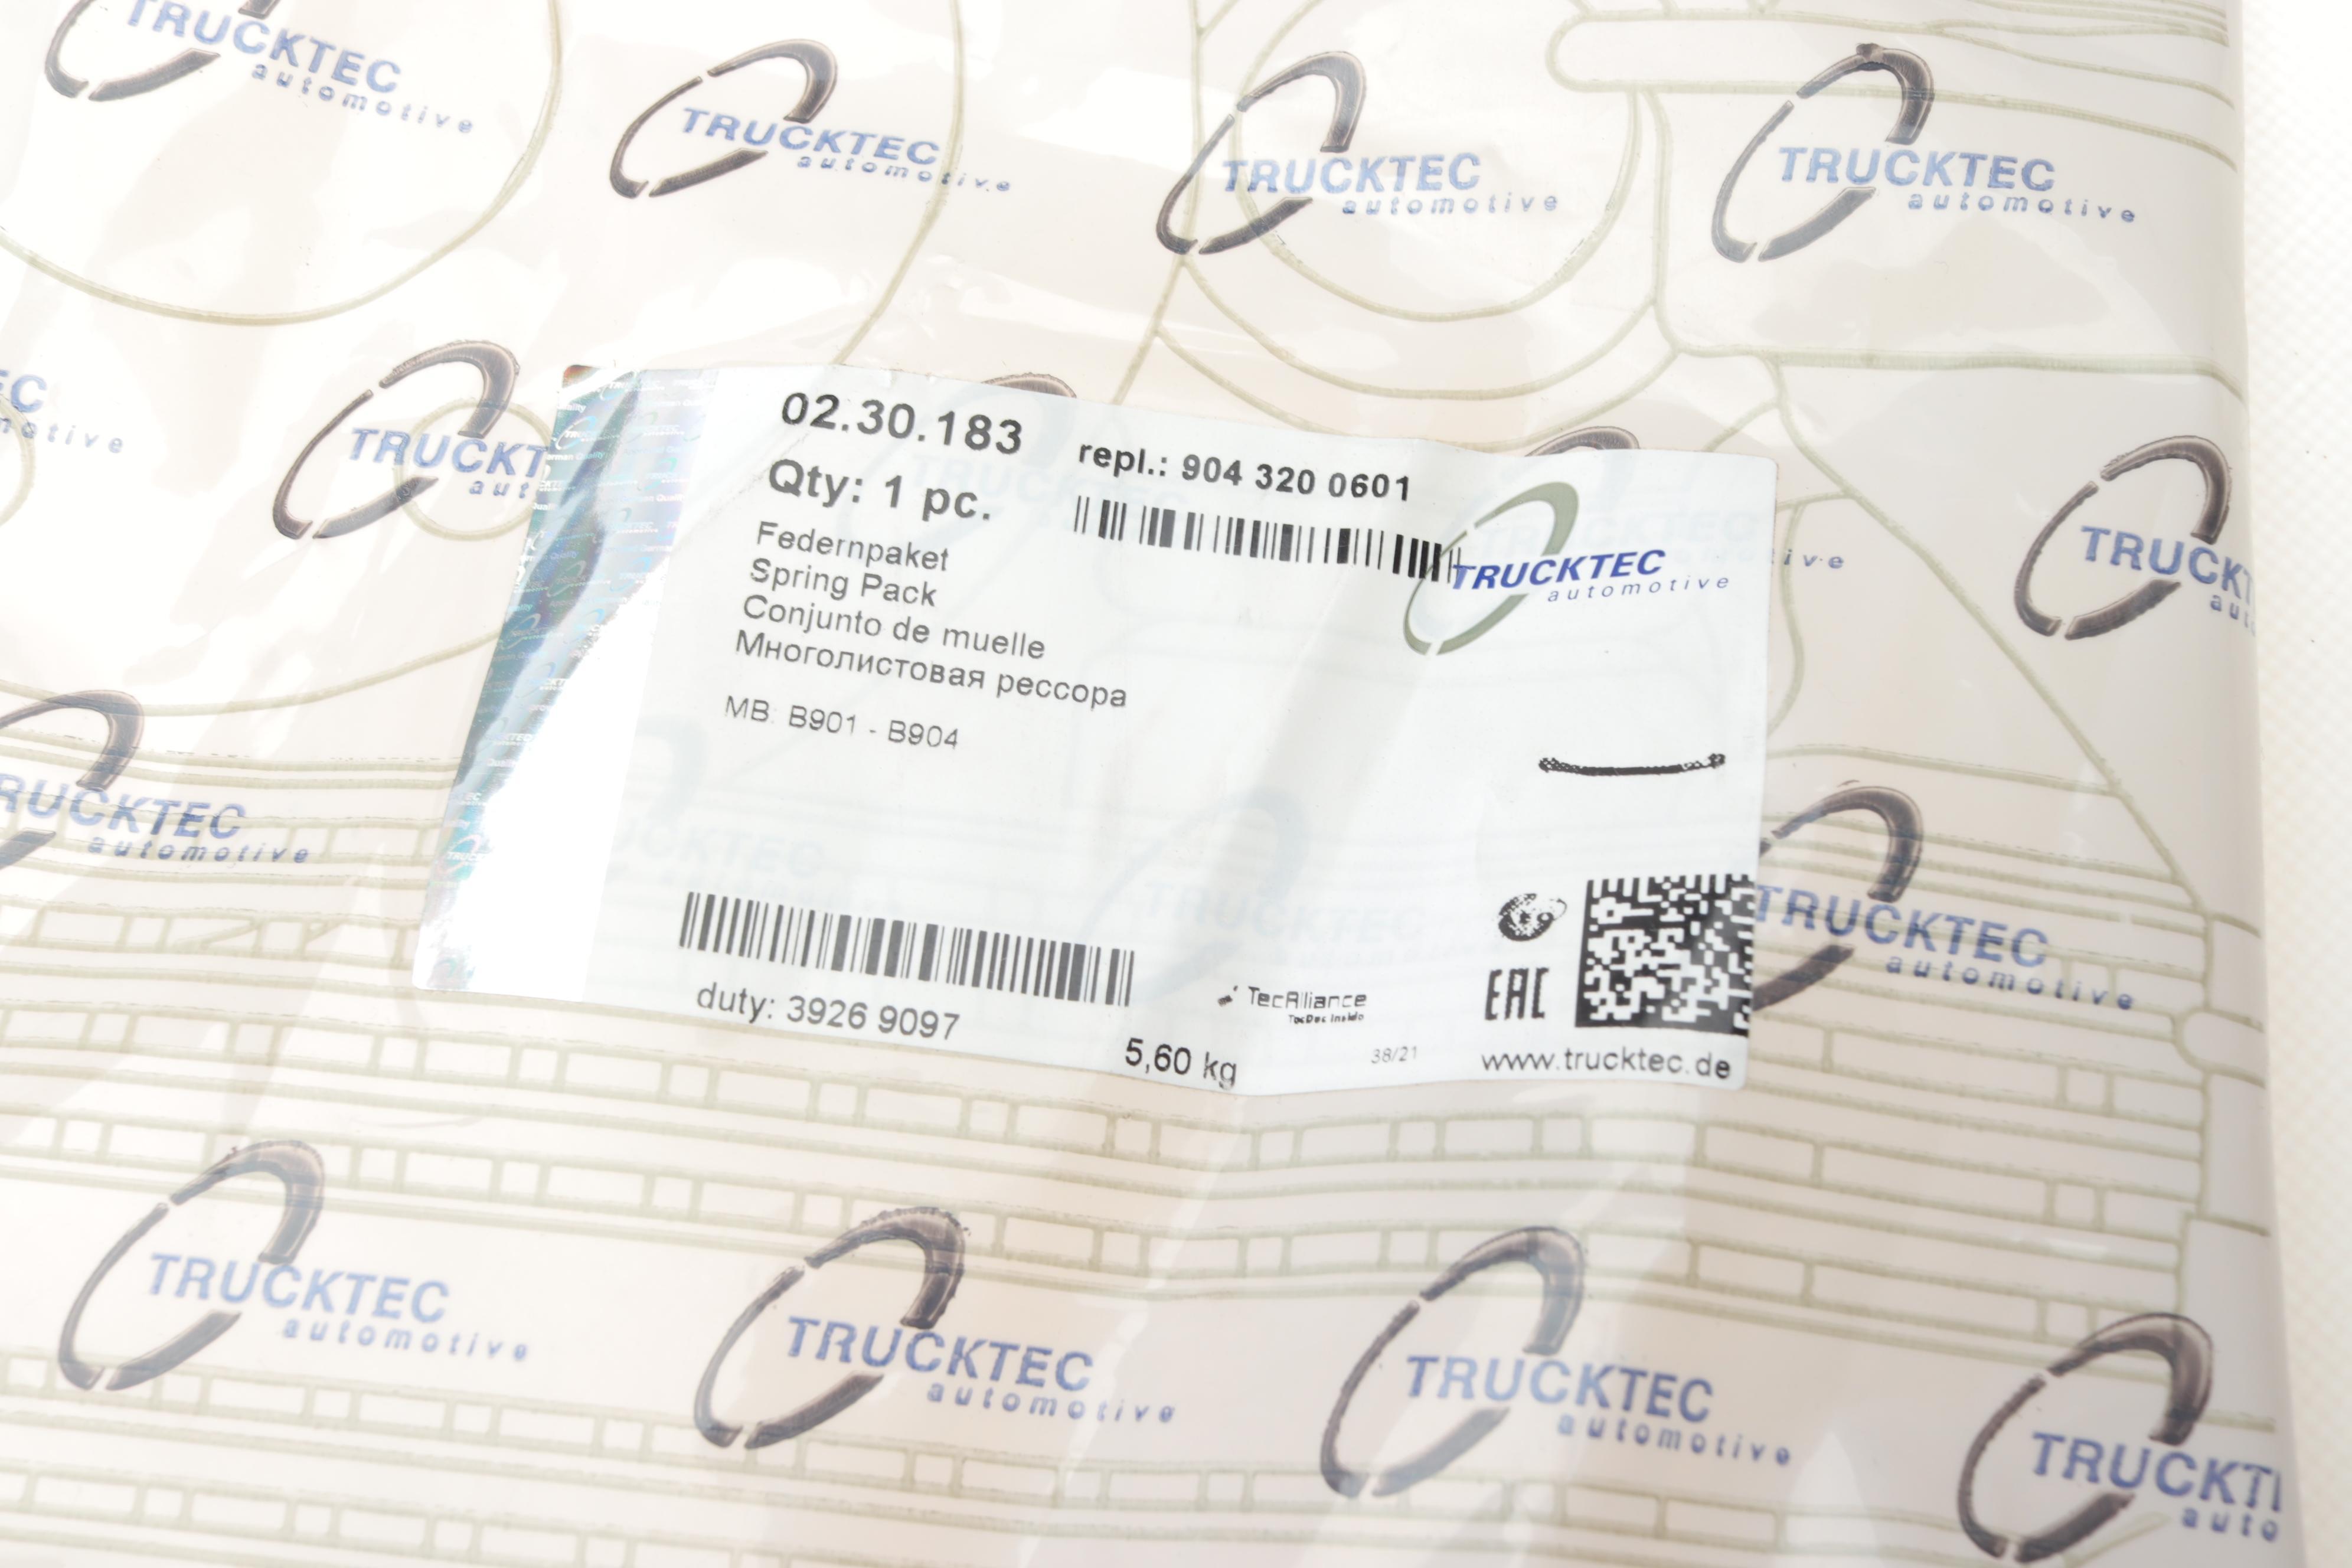 02.30.183
repl.: 904 320 0601
Qty: 1 pc.
TRUCKTEC
automotive
Federnpaket
Spring Pack
Conjunto de muelle
Многолистовая рессора
MB: B901 - B904
duty: 3926 9097
5,60 kg
TecAlliance
TecDoc Inside
38/21
EAC
www.trucktec.de
TRUCKTEC
automotive
TRUCKTEC
automotive
TRUCKTEC
automotive
TRUCKTEC
automotive
TRUCKTEC
automotive
TRUCKTEC
automotive
TRUCKTEC
automotive
TRUCKTEC
automotive